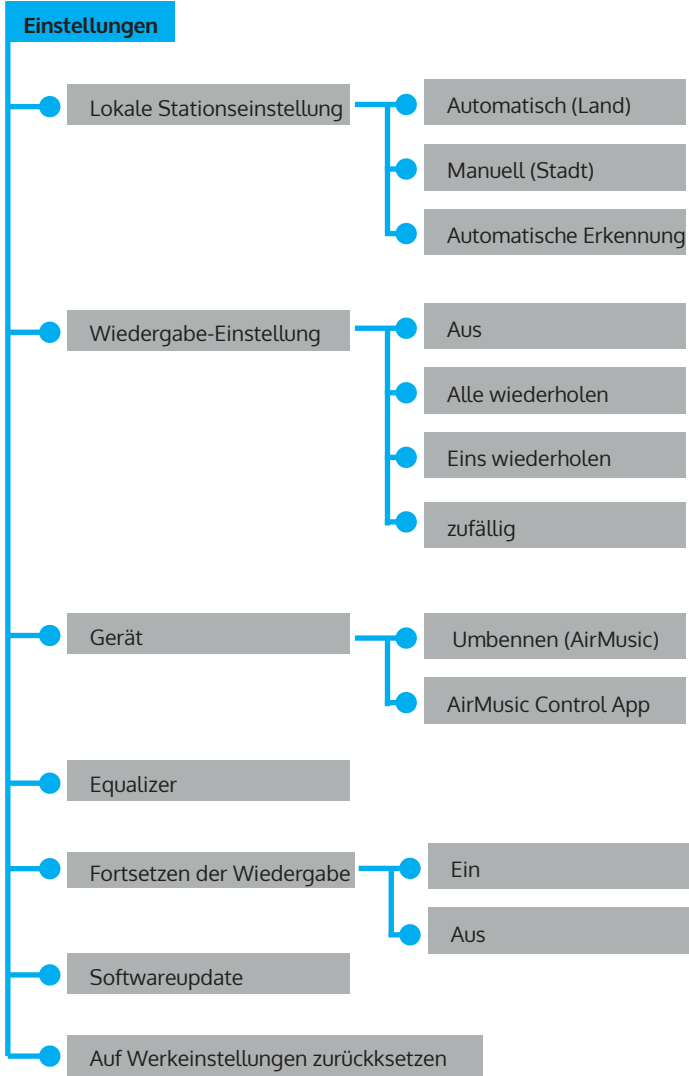 Einstellungen
Lokale Stationseinstellung
Automatisch (Land)
Manuell (Stadt)
Automatische Erkennung
Wiedergabe-Einstellung
Aus
Alle wiederholen
Eins wiederholen
zufällig
Gerät
Umbennen (AirMusic)
AirMusic Control App
Equalizer
Fortsetzen der Wiedergabe
Ein
Aus
Softwareupdate
Auf Werkeinstellungen zurückksetzen